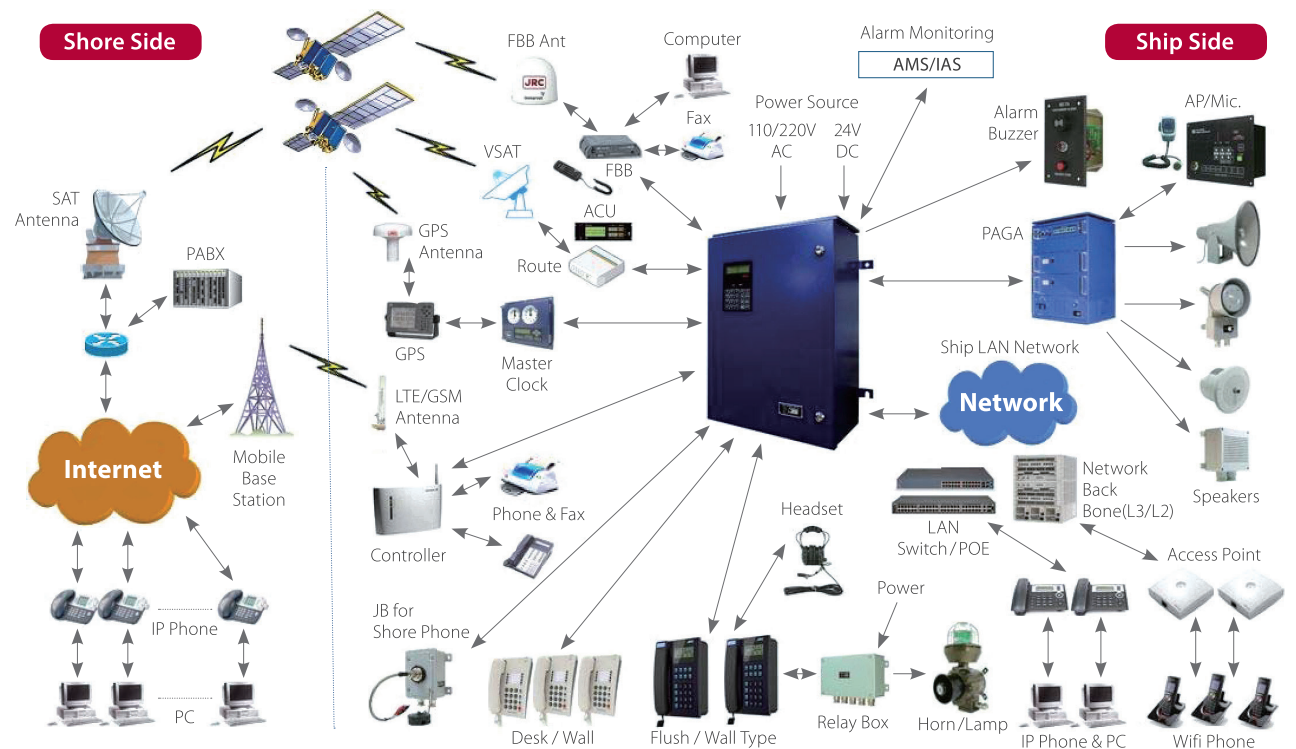 Shore Side
Ship Side
FBB Ant
Computer
Alarm Monitoring
AMS/IAS
JRC
Power Source
110/220V
AC
24V
DC
Fax
FBB
Alarm
Buzzer
AP/Mic.
VSAT
ACU
Route
SAT
Antenna
PABX
GPS
Antenna
GPS
Master
Clock
PAGA
LTE/GSM
Antenna
Mobile
Base
Station
Internet
Ship LAN Network
Network
Phone & Fax
Controller
Speakers
LAN
Switch / POE
Network
Back
Bone(L3/L2)
Headset
Access Point
IP Phone
PC
JB for
Shore Phone
Power
Desk / Wall
Flush / Wall Type
Relay Box
Horn /Lamp
IP Phone & PC
Wifi Phone